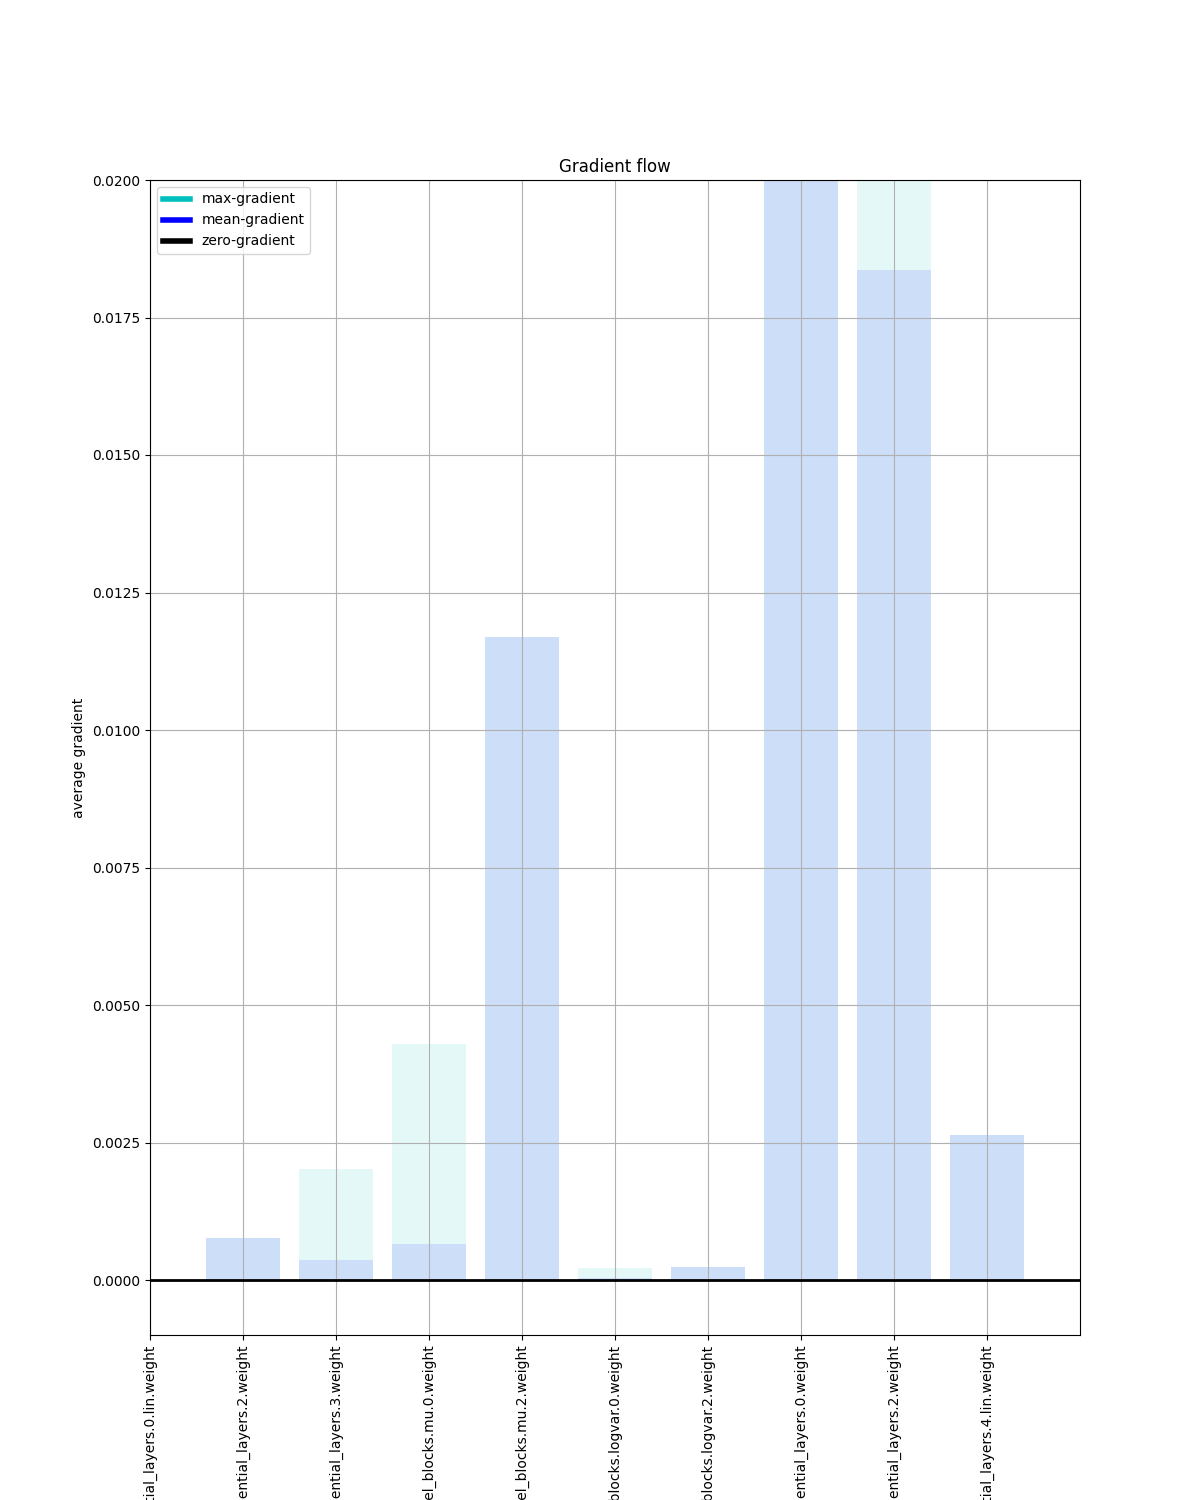 Gradient flow
max-gradient
mean-gradient
zero-gradient
0.0200
0.0175
0.0150
0.0125
0.0100
0.0075
0.0050
0.0025
0.0000
average gradient
tial_layers.0.lin.weight
ential_layers.2.weight
ential_layers.3.weight
el_blocks.mu.0.weight
el_blocks.mu.2.weight
blocks.logvar.0.weight
blocks.logvar.2.weight
ential_layers.0.weight
ential_layers.2.weight
tial_layers.4.lin.weight